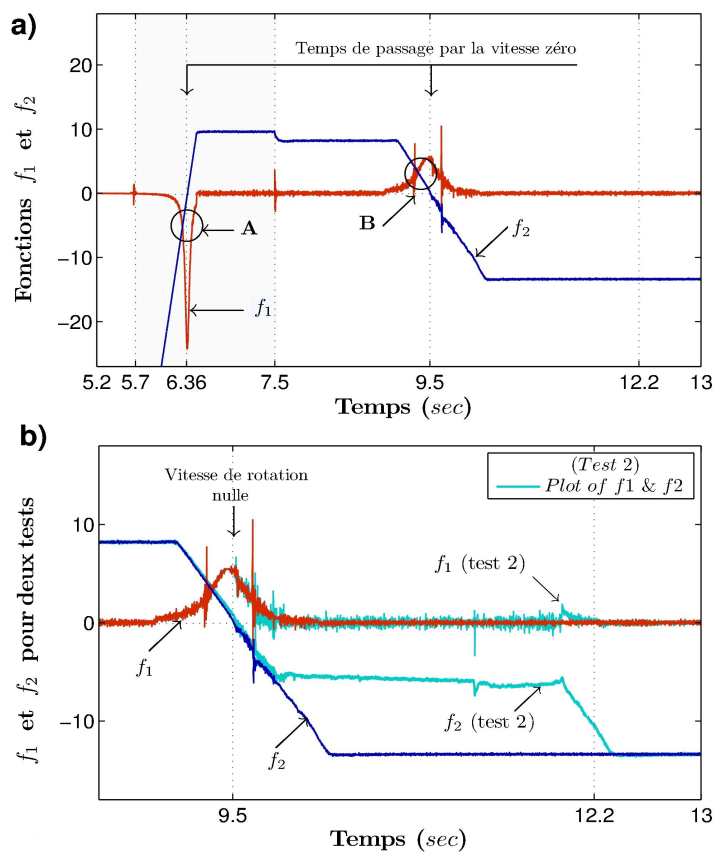 a)
Temps de passage par la vitesse zéro
Fonctions f₁ et f₂
20
10
0
−10
−20
A
B
f₁
f₂
5.2 5.7 6.36 7.5 9.5 12.2 13
Temps (sec)
b)
Vitesse de rotation
nulle
(Test 2)
Plot of f1 & f2
f₁ et f₂ pour deux tests
10
0
−10
f₁ (test 2)
f₁
f₂ (test 2)
f₂
9.5 12.2 13
Temps (sec)